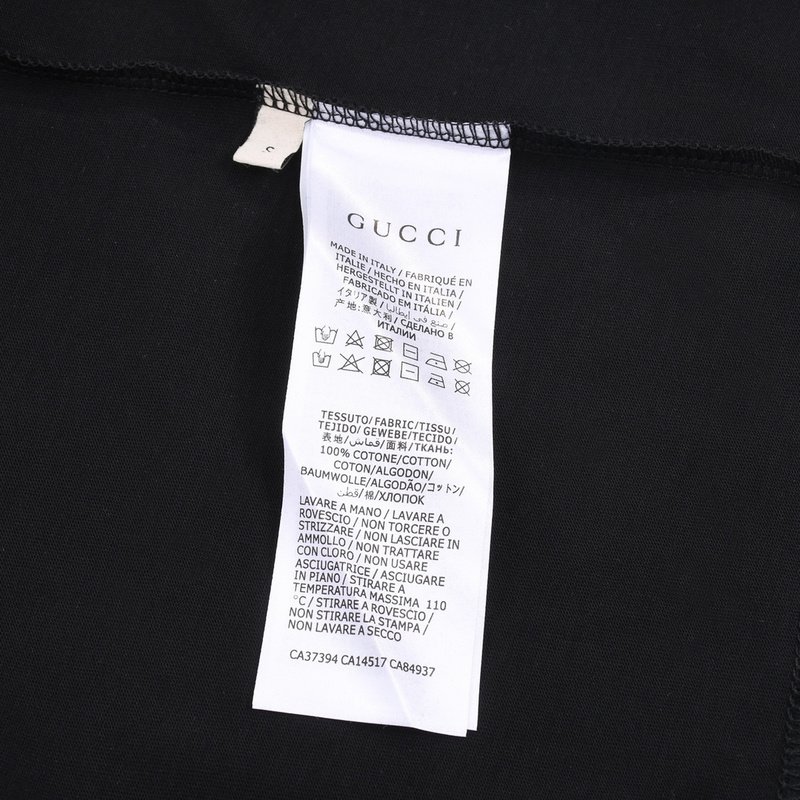 S
GUCCI
MADE IN ITALY / FABRIQUÉ EN
ITALIE / HECHO EN ITALIA /
HERGESTELLT IN ITALIEN /
FABRICADO EM ITÁLIA /
イタリア製 / صنع في إيطاليا /
产地:意大利 / СДЕЛАНО В
ИТАЛИИ
TESSUTO/FABRIC/TISSU/
TEJIDO/ GEWEBE/TECIDO/
表地/قماش/面料/ТКАНЬ:
100% COTONE/COTTON/
COTON/ALGODON/
BAUMWOLLE/ALGODÃO/コットン/
قطن/棉/ХЛОПОК
LAVARE A MANO / LAVARE A
ROVESCIO / NON TORCERE O
STRIZZARE / NON LASCIARE IN
AMMOLLO / NON TRATTARE
CON CLORO / NON USARE
ASCIUGATRICE / ASCIUGARE
IN PIANO / STIRARE A
TEMPERATURA MASSIMA 110
°C / STIRARE A ROVESCIO /
NON STIRARE LA STAMPA /
NON LAVARE A SECCO
CA37394 CA14517 CA84937